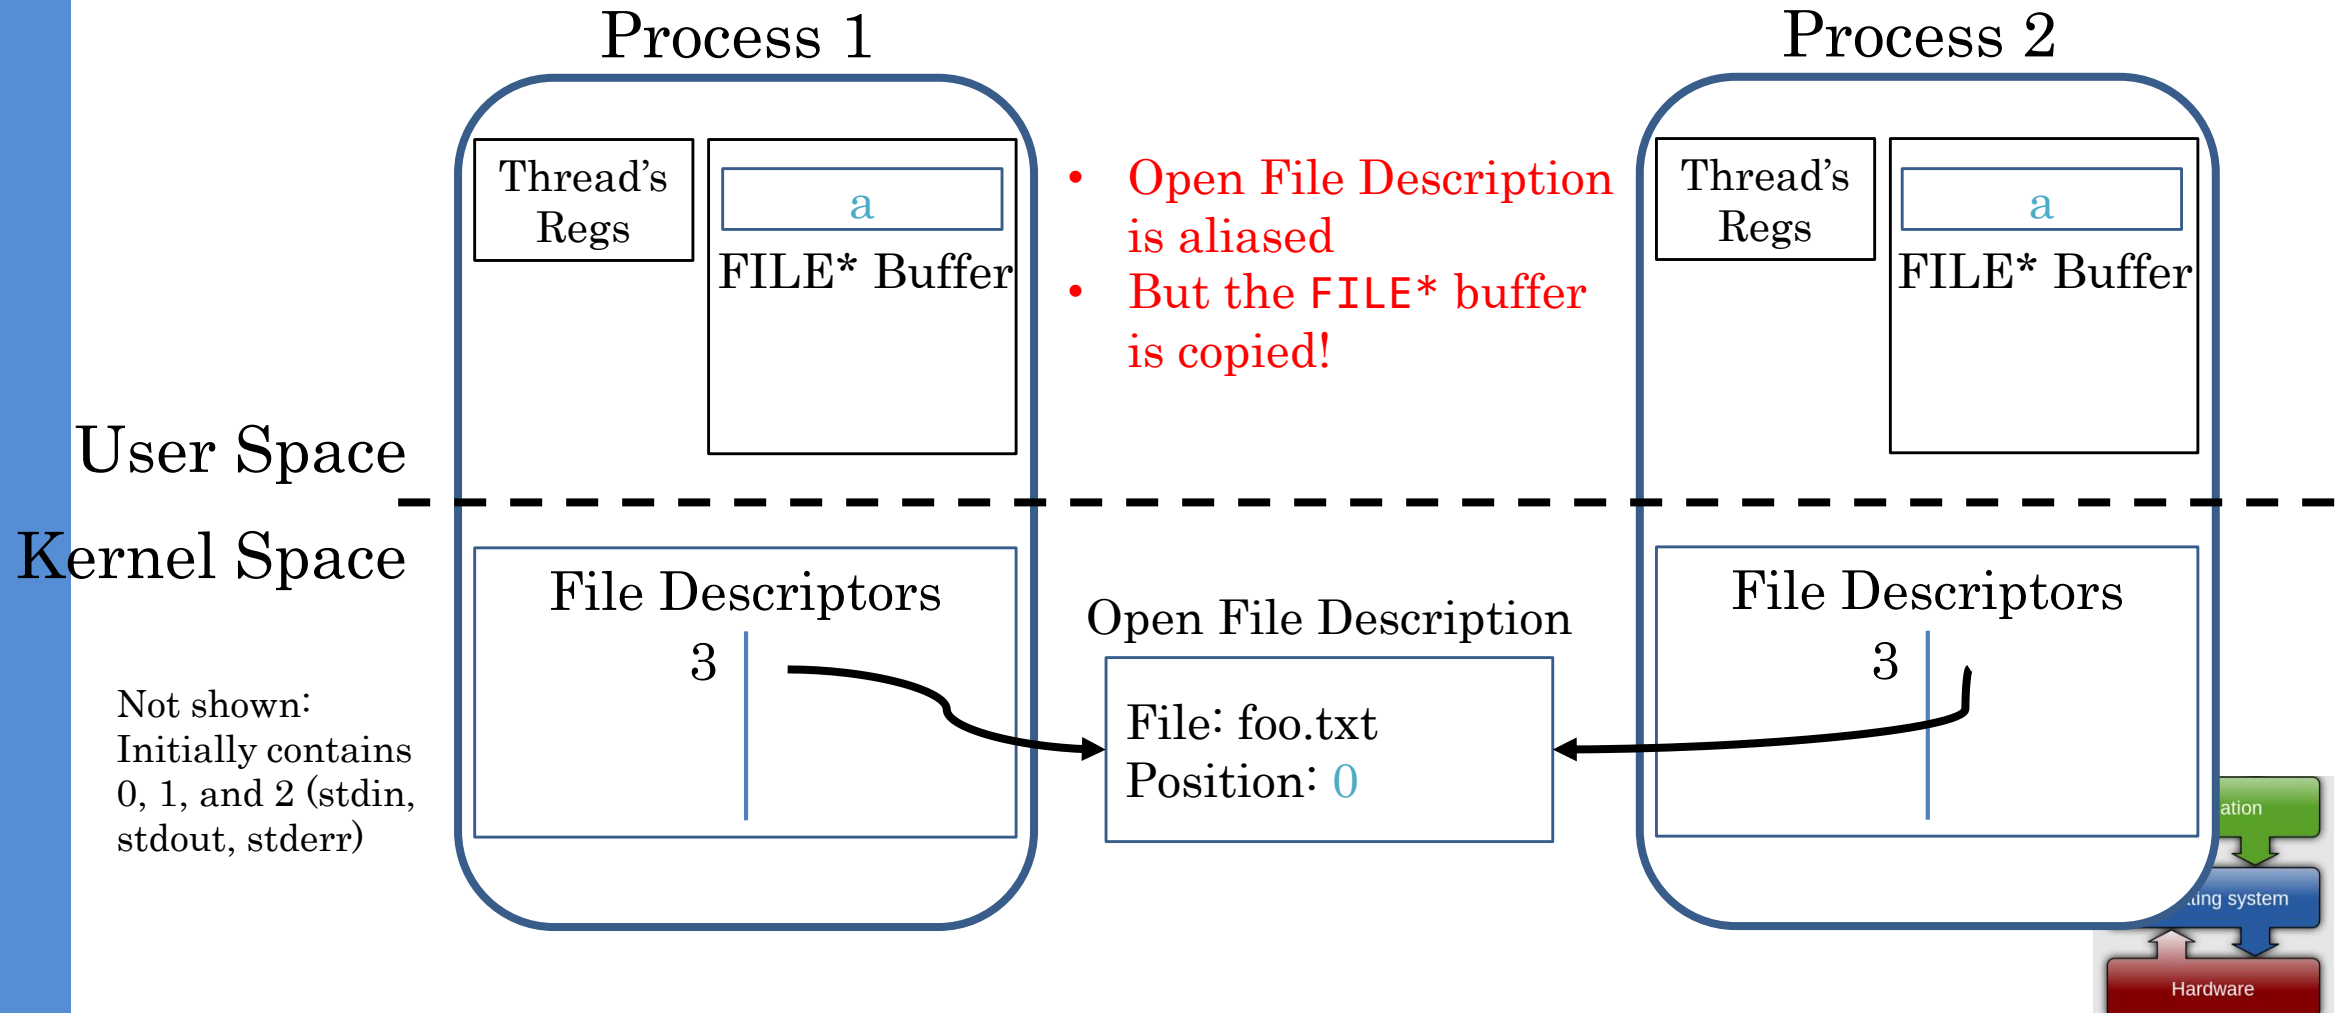 Process 1
Process 2
Thread's
Regs
a
FILE* Buffer
• Open File Description
is aliased
• But the FILE* buffer
is copied!
Thread's
Regs
a
FILE* Buffer
User Space
Kernel Space
File Descriptors
3
Open File Description
File: foo.txt
Position: 0
File Descriptors
3
Not shown:
Initially contains
0, 1, and 2 (stdin,
stdout, stderr)
system
Hardware